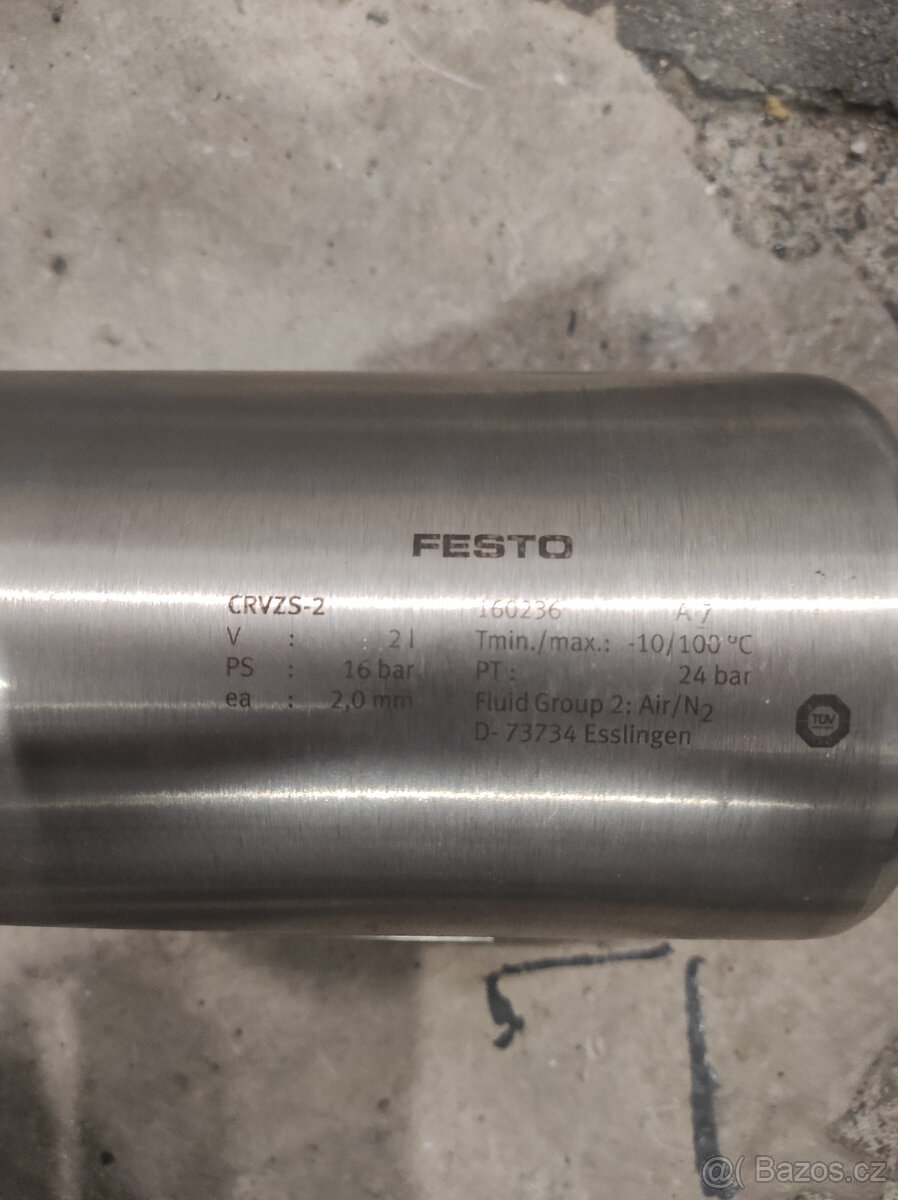 FESTO
CRVZS-2 160236 A 7
V : 2 l Tmin./max.: -10/100 °C
PS : 16 bar PT : 24 bar
ea : 2,0 mm Fluid Group 2: Air/N2
D- 73734 Esslingen
TÜV
@( Bazos.cz